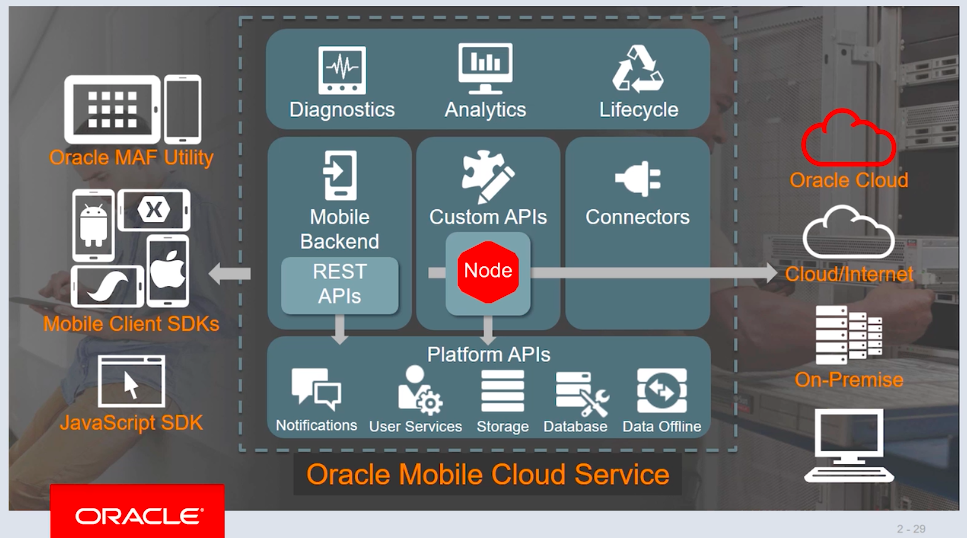 Diagnostics
Analytics
Lifecycle
Oracle MAF Utility
Mobile Client SDKs
JavaScript SDK
X
Mobile
Backend
REST
APIs
Custom APIs
Node
Connectors
Platform APIs
Notifications
User Services
Storage
Database
Data Offline
Oracle Cloud
Cloud/Internet
On-Premise
Oracle Mobile Cloud Service
ORACLE®
2 - 29